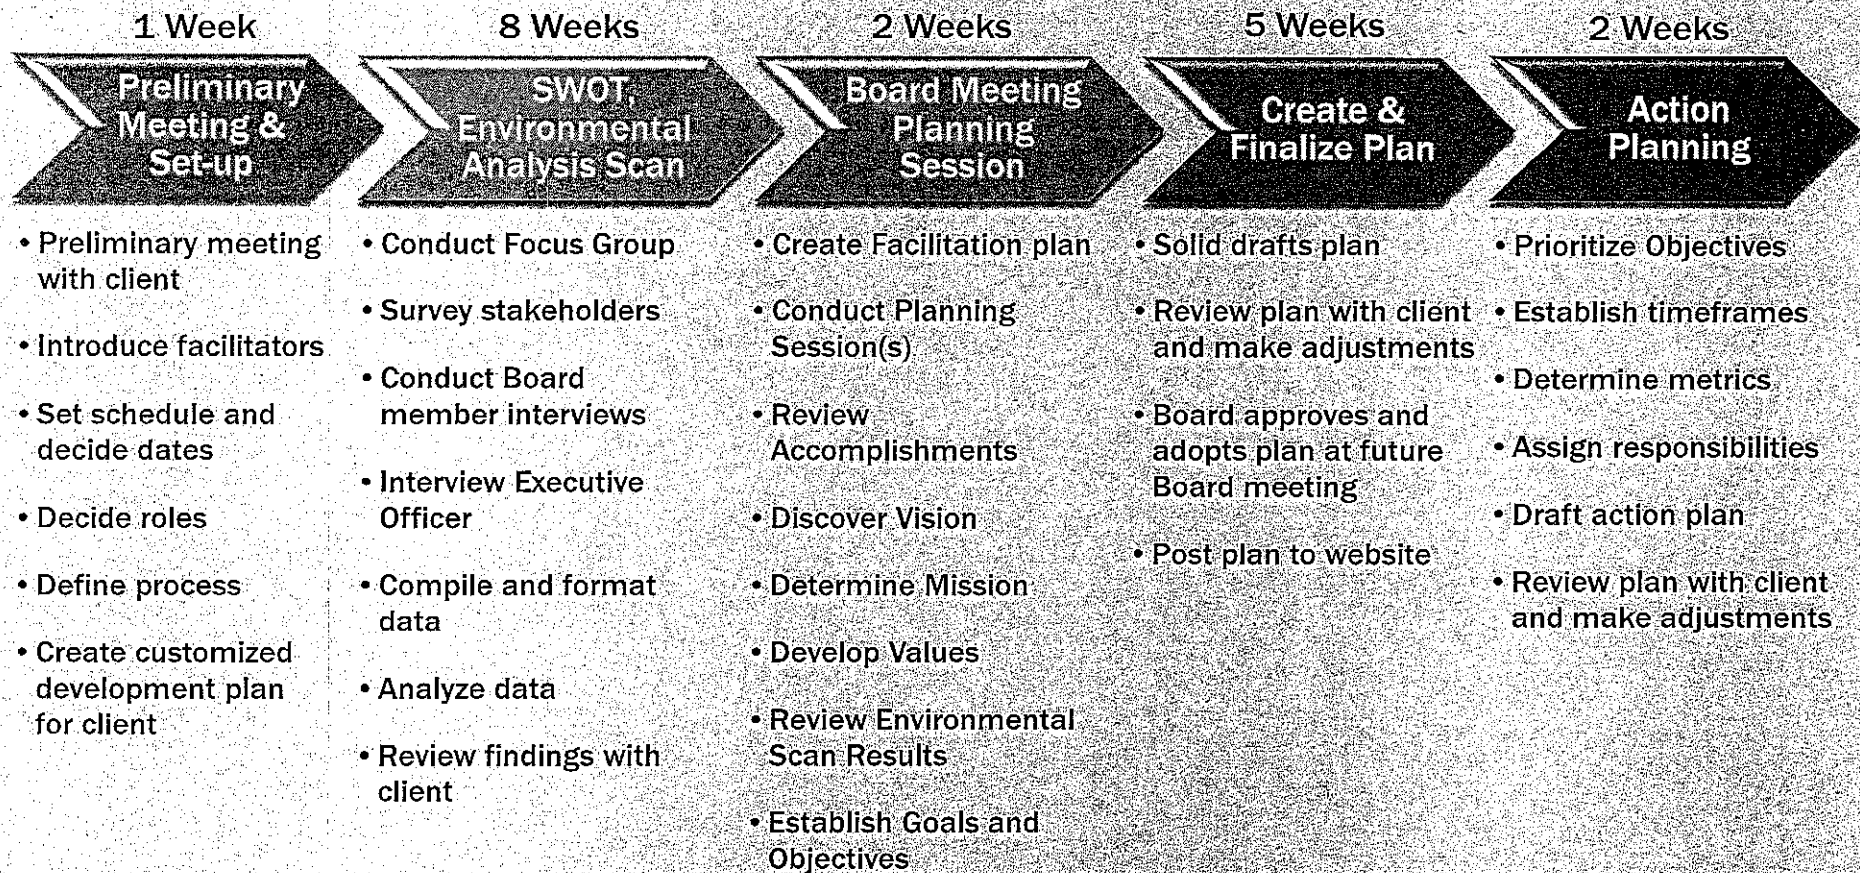 1 Week
Preliminary
Meeting &
Set-up
• Preliminary meeting
with client
• Introduce facilitators
• Set schedule and
decide dates
• Decide roles
• Define process
• Create customized
development plan
for client
8 Weeks
SWOT,
Environmental
Analysis Scan
• Conduct Focus Group
• Survey stakeholders
• Conduct Board
member interviews
• Interview Executive
Officer
• Compile and format
data
• Analyze data
• Review findings with
client
2 Weeks
Board Meeting
Planning
Session
• Create Facilitation plan
• Conduct Planning
Session(s)
• Review
Accomplishments
• Discover Vision
• Determine Mission
• Develop Values
• Review Environmental
Scan Results
• Establish Goals and
Objectives
5 Weeks
Create &
Finalize Plan
• Solid drafts plan
• Review plan with client
and make adjustments
• Board approves and
adopts plan at future
Board meeting
• Post plan to website
2 Weeks
Action
Planning
• Prioritize Objectives
• Establish timeframes
• Determine metrics
• Assign responsibilities
• Draft action plan
• Review plan with client
and make adjustments